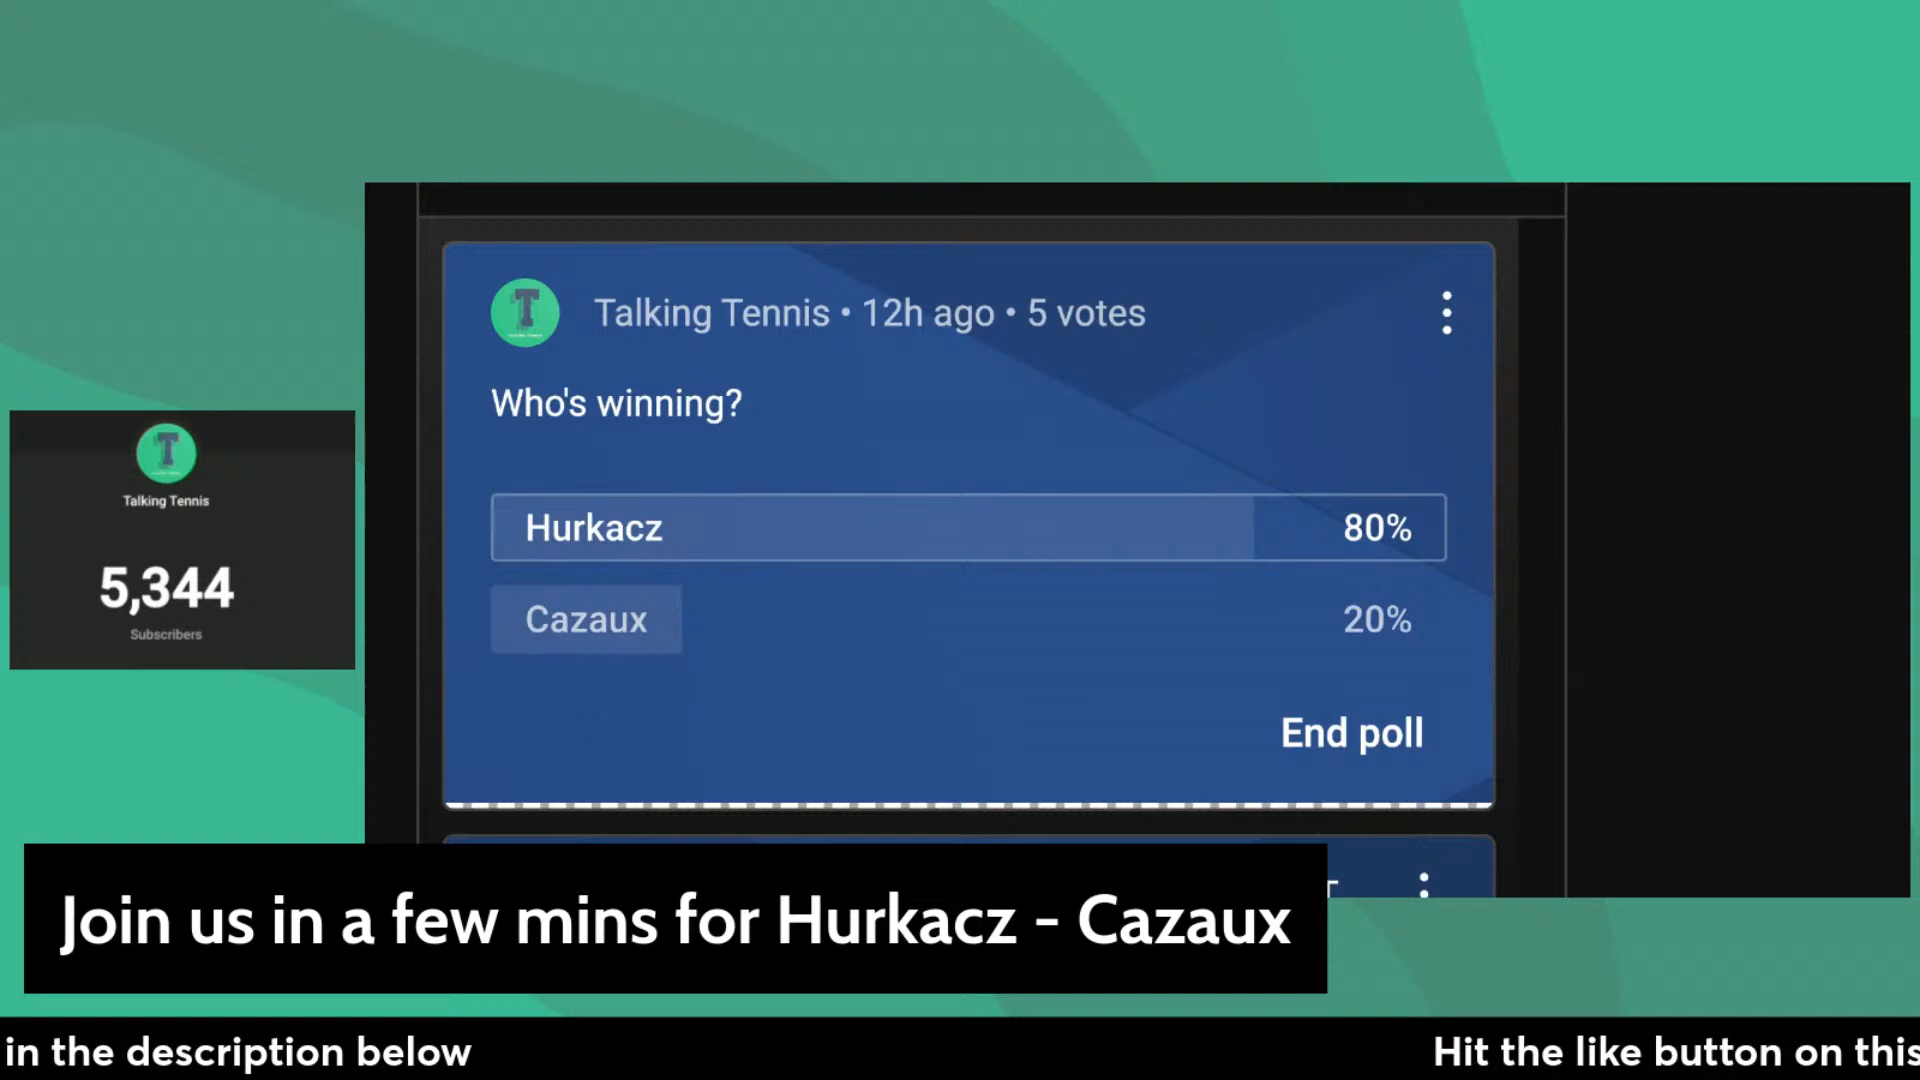 Talking Tennis • 12h ago • 5 votes
Who's winning?
Hurkacz 80%
Cazaux 20%
End poll
T
Talking Tennis
5,344
Subscribers
Join us in a few mins for Hurkacz - Cazaux
in the description below
Hit the like button on this